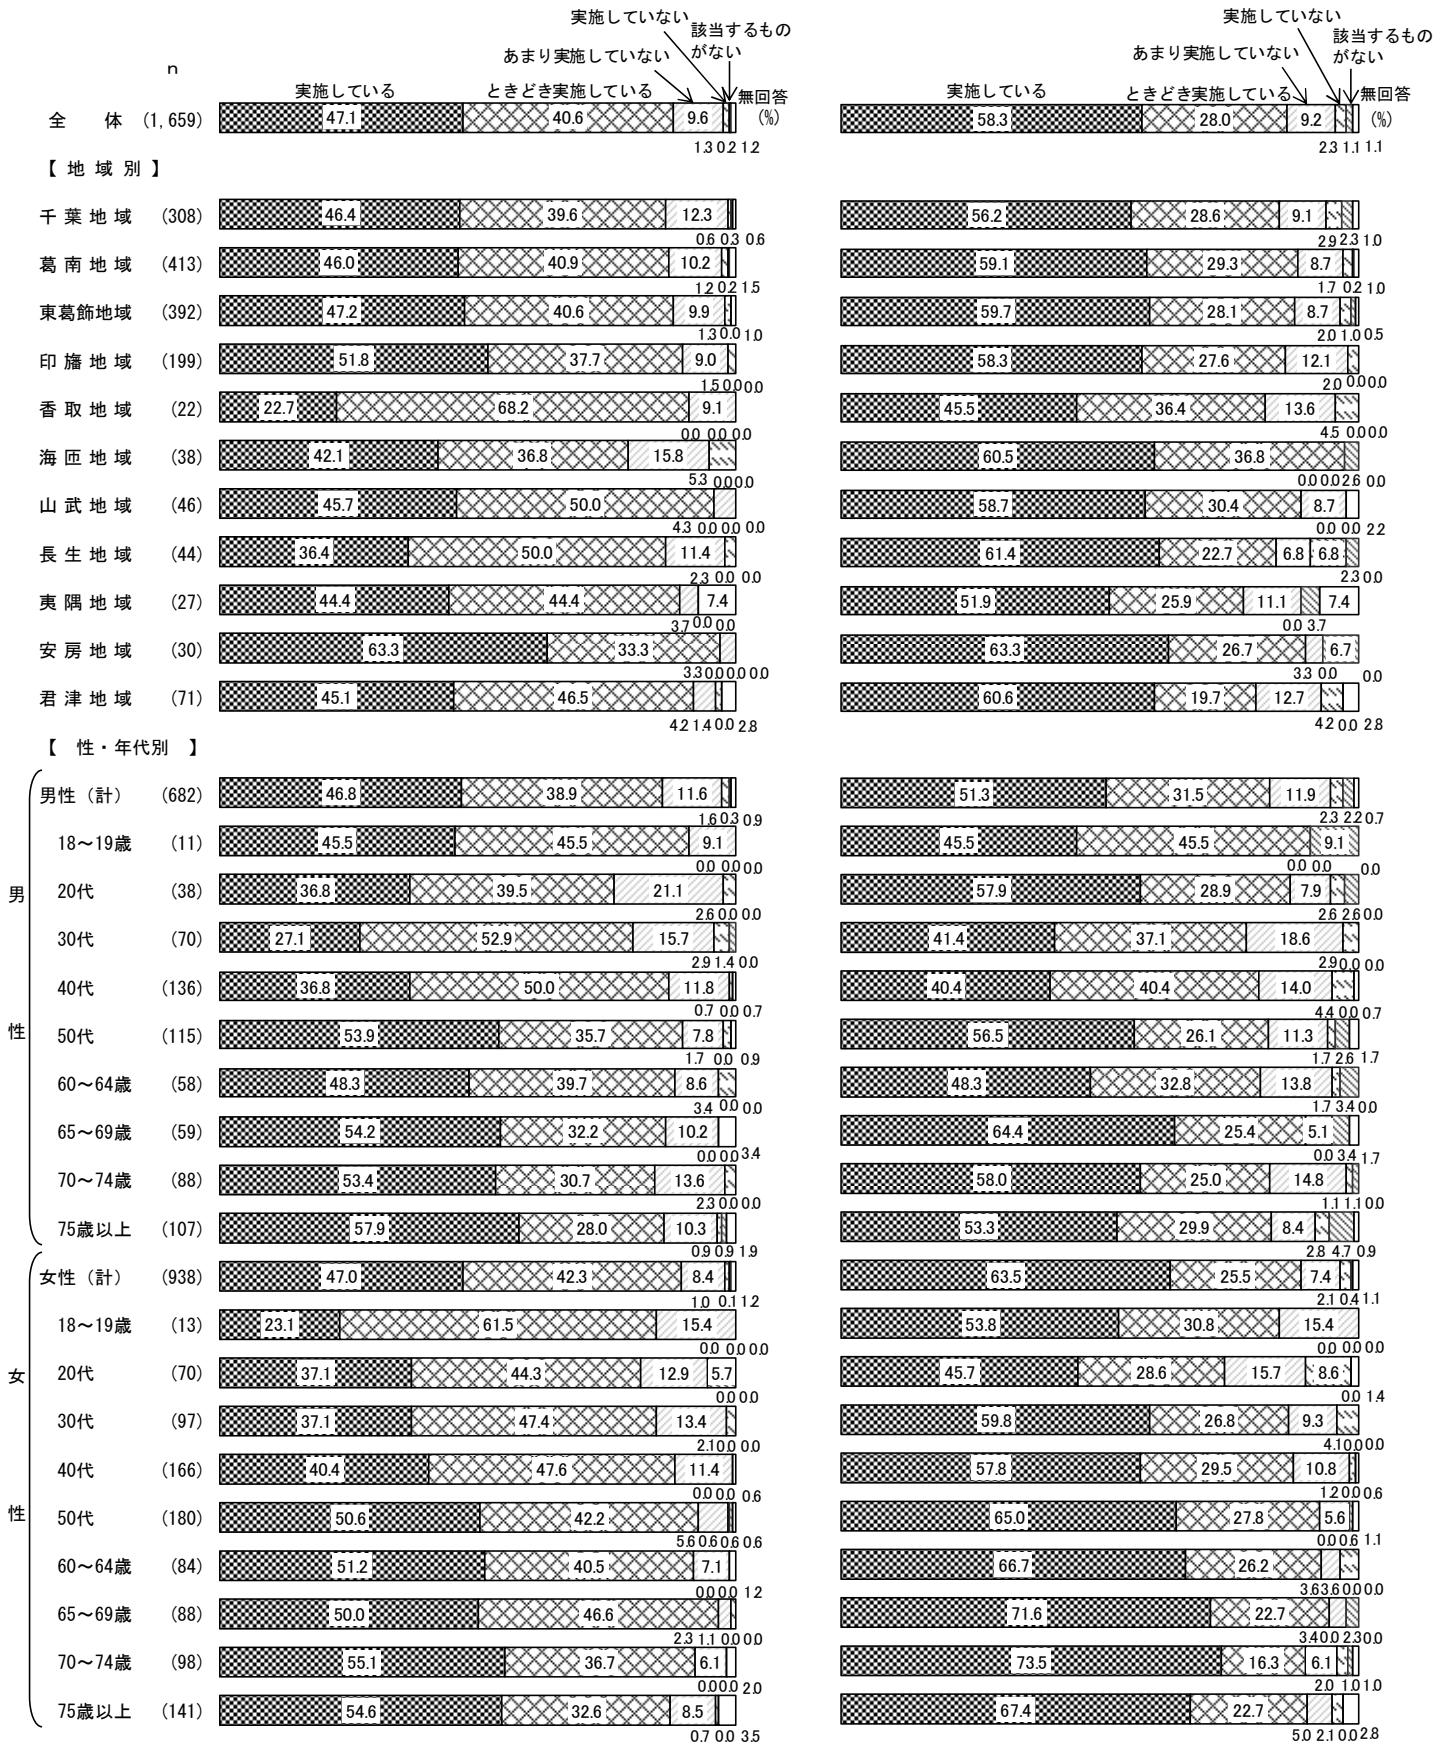 実施していない 実施していない
該当するもの がない 該当するもの がない
あまり実施していない あまり実施していない
n
実施している ときどき実施している 無回答 実施している ときどき実施している 無回答
全　体 (1,659) 47.1 40.6 9.6 (%) 58.3 28.0 9.2 (%)
1.3 0.2 1.2 2.3 1.1 1.1
【 地 域 別 】
千 葉 地 域 (308) 46.4 39.6 12.3 56.2 28.6 9.1
0.6 0.3 0.6 2.9 2.3 1.0
葛 南 地 域 (413) 46.0 40.9 10.2 59.1 29.3 8.7
1.2 0.2 1.5 1.7 0.2 1.0
東葛飾地域 (392) 47.2 40.6 9.9 59.7 28.1 8.7
1.3 0.0 1.0 2.0 1.0 0.5
印 旛 地 域 (199) 51.8 37.7 9.0 58.3 27.6 12.1
1.5 0.0 0.0 2.0 0.0 0.0
香 取 地 域 (22) 22.7 68.2 9.1 45.5 36.4 13.6
0.0 0.0 0.0 4.5 0.0 0.0
海 匝 地 域 (38) 42.1 36.8 15.8 60.5 36.8
5.3 0.0 0.0 0.0 0.0 2.6 0.0
山 武 地 域 (46) 45.7 50.0 58.7 30.4 8.7
4.3 0.0 0.0 0.0 0.0 0.0 2.2
長 生 地 域 (44) 36.4 50.0 11.4 61.4 22.7 6.8 6.8
2.3 0.0 0.0 2.3 0.0
夷 隅 地 域 (27) 44.4 44.4 7.4 51.9 25.9 11.1 7.4
3.7 0.0 0.0 0.0 3.7
安 房 地 域 (30) 63.3 33.3 63.3 26.7 6.7
3.3 0.0 0.0 0.0 3.3 0.0 0.0
君 津 地 域 (71) 45.1 46.5 60.6 19.7 12.7
4.2 1.4 0.0 2.8 4.2 0.0 2.8
【 性・年代別 】
男性（計） (682) 46.8 38.9 11.6 51.3 31.5 11.9
1.6 0.3 0.9 2.3 2.2 0.7
18～19歳 (11) 45.5 45.5 9.1 45.5 45.5 9.1
0.0 0.0 0.0 0.0 0.0 0.0
男 20代 (38) 36.8 39.5 21.1 57.9 28.9 7.9
2.6 0.0 0.0 2.6 2.6 0.0
30代 (70) 27.1 52.9 15.7 41.4 37.1 18.6
2.9 1.4 0.0 2.9 0.0 0.0
40代 (136) 36.8 50.0 11.8 40.4 40.4 14.0
0.7 0.0 0.7 4.4 0.0 0.7
性 50代 (115) 53.9 35.7 7.8 56.5 26.1 11.3
1.7 0.0 0.9 1.7 2.6 1.7
60～64歳 (58) 48.3 39.7 8.6 48.3 32.8 13.8
3.4 0.0 0.0 1.7 3.4 0.0
65～69歳 (59) 54.2 32.2 10.2 64.4 25.4 5.1
0.0 0.0 3.4 0.0 3.4 1.7
70～74歳 (88) 53.4 30.7 13.6 58.0 25.0 14.8
2.3 0.0 0.0 1.1 1.1 0.0
75歳以上 (107) 57.9 28.0 10.3 53.3 29.9 8.4
0.9 0.9 1.9 2.8 4.7 0.9
女性（計） (938) 47.0 42.3 8.4 63.5 25.5 7.4
1.0 0.1 1.2 2.1 0.4 1.1
18～19歳 (13) 23.1 61.5 15.4 53.8 30.8 15.4
0.0 0.0 0.0 0.0 0.0 0.0
女 20代 (70) 37.1 44.3 12.9 5.7 45.7 28.6 15.7 8.6
0.0 0.0 0.0 1.4
30代 (97) 37.1 47.4 13.4 59.8 26.8 9.3
2.1 0.0 0.0 4.1 0.0 0.0
40代 (166) 40.4 47.6 11.4 57.8 29.5 10.8
0.0 0.0 0.6 1.2 0.0 0.6
性 50代 (180) 50.6 42.2 65.0 27.8 5.6
5.6 0.6 0.6 0.6 0.0 0.6 1.1
60～64歳 (84) 51.2 40.5 7.1 66.7 26.2
0.0 0.0 1.2 3.6 3.6 0.0 0.0
65～69歳 (88) 50.0 46.6 71.6 22.7
2.3 1.1 0.0 0.0 3.4 0.0 2.3 0.0
70～74歳 (98) 55.1 36.7 6.1 73.5 16.3 6.1
0.0 0.0 2.0 2.0 1.0 1.0
75歳以上 (141) 54.6 32.6 8.5 67.4 22.7
0.7 0.0 3.5 5.0 2.1 0.0 2.8